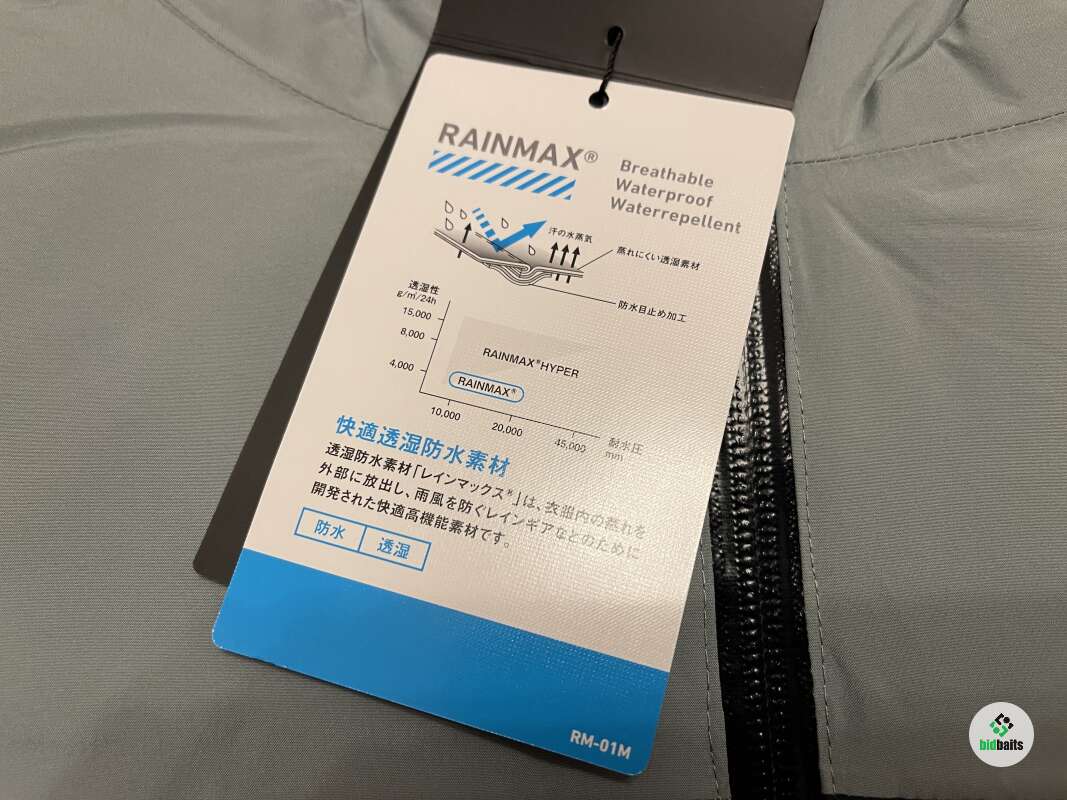 RAINMAX®
Breathable
Waterproof
Waterrepellent
汗の水蒸気
蒸れにくい透湿素材
防水目止め加工
透湿性
g/㎡/24h
15,000
8,000
4,000
RAINMAX®HYPER
RAINMAX®
10,000
20,000
45,000
耐水圧
mm
快適透湿防水素材
透湿防水素材「レインマックス®」は、衣服内の蒸れを
外部に放出し、雨風を防ぐレインギアなどのために
開発された快適高機能素材です。
防水
透湿
RM-01M
bidbaits